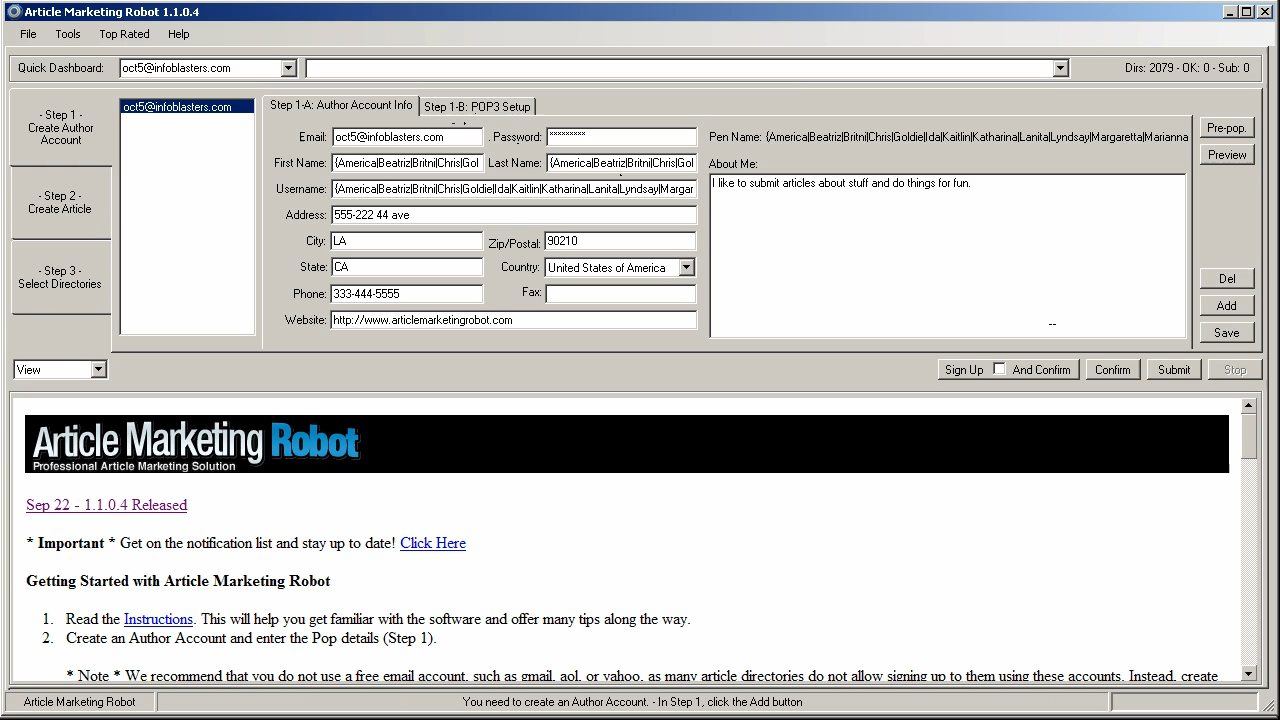 Article Marketing Robot 1.1.0.4
File Tools Top Rated Help
Quick Dashboard: oct5@infoblasters.com Dirs: 2079 - OK: 0 - Sub: 0
- Step 1 -
Create Author
Account
- Step 2 -
Create Article
- Step 3 -
Select Directories
oct5@infoblasters.com
Step 1-A: Author Account Info Step 1-B: POP3 Setup
Email: oct5@infoblasters.com Password: *********
First Name: {America|Beatriz|Britni|Chris|Gol Last Name: {America|Beatriz|Britni|Chris|Gol
Username: {America|Beatriz|Britni|Chris|Goldie|Ida|Kaitlin|Katharina|Lanita|Lyndsay|Margar
Address: 555-222 44 ave
City: LA Zip/Postal: 90210
State: CA Country: United States of America
Phone: 333-444-5555 Fax:
Website: http://www.articlemarketingrobot.com
Pen Name: {America|Beatriz|Britni|Chris|Goldie|Ida|Kaitlin|Katharina|Lanita|Lyndsay|Margaretta|Marianna
About Me:
I like to submit articles about stuff and do things for fun.
Pre-pop.
Preview
Del
Add
Save
View Sign Up And Confirm Confirm Submit Stop
Article Marketing Robot
Professional Article Marketing Solution
Sep 22 - 1.1.0.4 Released
* Important * Get on the notification list and stay up to date! Click Here
Getting Started with Article Marketing Robot
1. Read the Instructions. This will help you get familiar with the software and offer many tips along the way.
2. Create an Author Account and enter the Pop details (Step 1).
* Note * We recommend that you do not use a free email account, such as gmail, aol, or yahoo, as many article directories do not allow signing up to them using these accounts. Instead, create
Article Marketing Robot You need to create an Author Account. - In Step 1, click the Add button